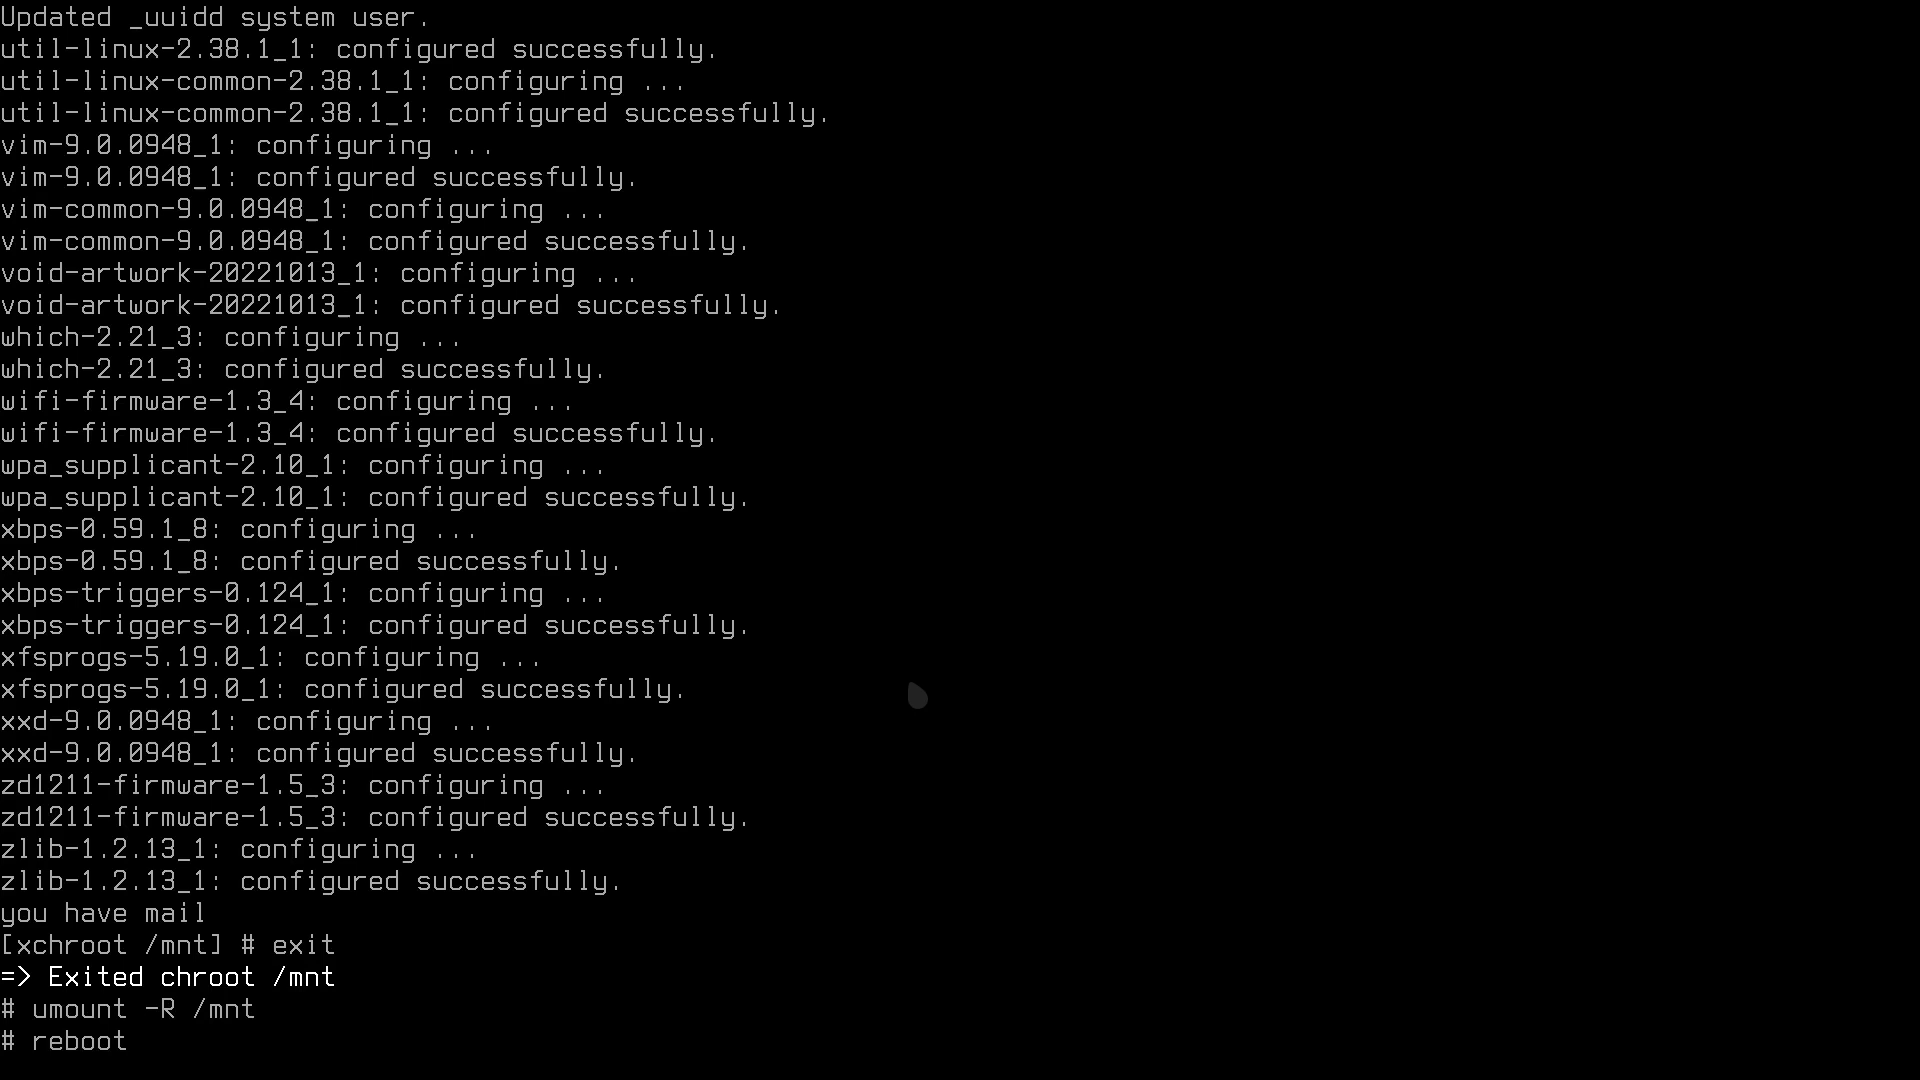 Updated _uuidd system user.
util-linux-2.38.1_1: configured successfully.
util-linux-common-2.38.1_1: configuring ...
util-linux-common-2.38.1_1: configured successfully.
vim-9.0.0948_1: configuring ...
vim-9.0.0948_1: configured successfully.
vim-common-9.0.0948_1: configuring ...
vim-common-9.0.0948_1: configured successfully.
void-artwork-20221013_1: configuring ...
void-artwork-20221013_1: configured successfully.
which-2.21_3: configuring ...
which-2.21_3: configured successfully.
wifi-firmware-1.3_4: configuring ...
wifi-firmware-1.3_4: configured successfully.
wpa_supplicant-2.10_1: configuring ...
wpa_supplicant-2.10_1: configured successfully.
xbps-0.59.1_8: configuring ...
xbps-0.59.1_8: configured successfully.
xbps-triggers-0.124_1: configuring ...
xbps-triggers-0.124_1: configured successfully.
xfsprogs-5.19.0_1: configuring ...
xfsprogs-5.19.0_1: configured successfully.
xxd-9.0.0948_1: configuring ...
xxd-9.0.0948_1: configured successfully.
zd1211-firmware-1.5_3: configuring ...
zd1211-firmware-1.5_3: configured successfully.
zlib-1.2.13_1: configuring ...
zlib-1.2.13_1: configured successfully.
you have mail
[xchroot /mnt] # exit
=> Exited chroot /mnt
# umount -R /mnt
# reboot